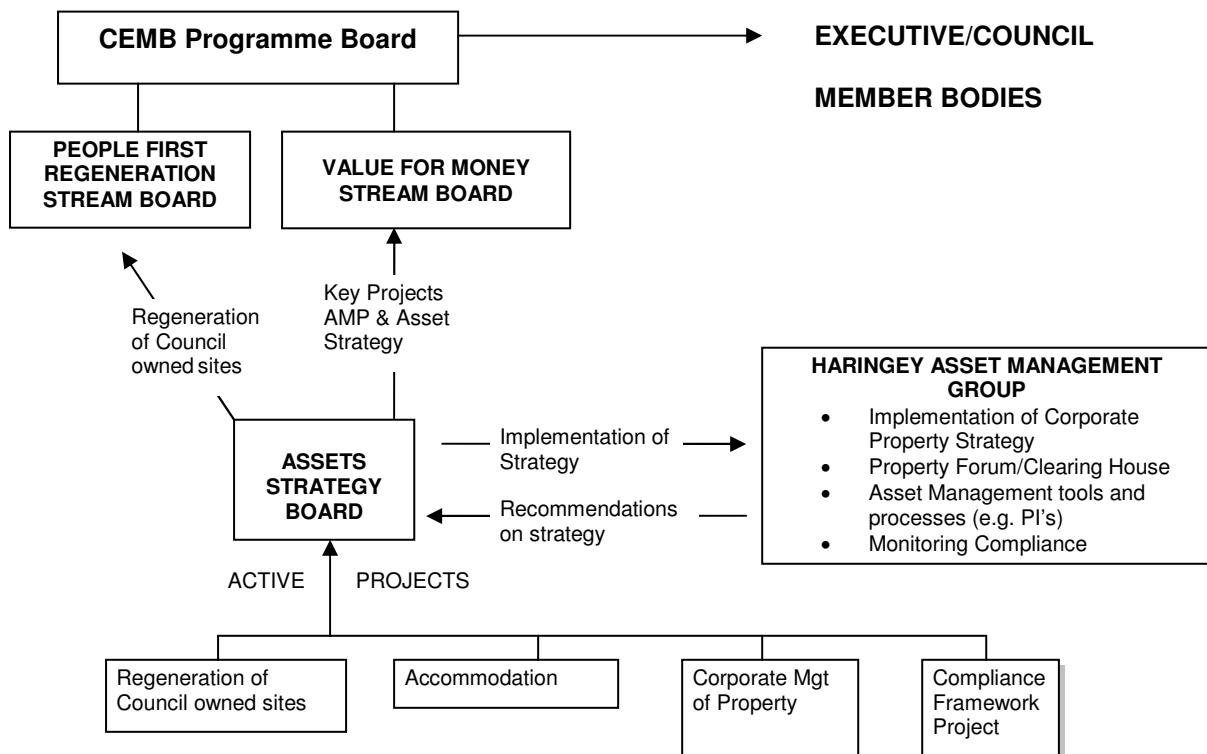 CEMB Programme Board
EXECUTIVE/COUNCIL
MEMBER BODIES
PEOPLE FIRST
REGENERATION
STREAM BOARD
VALUE FOR MONEY
STREAM BOARD
Regeneration
of Council
owned sites
Key Projects
AMP & Asset
Strategy
HARINGEY ASSET MANAGEMENT
GROUP
• Implementation of Corporate
Property Strategy
• Property Forum/Clearing House
• Asset Management tools and
processes (e.g. PI's)
• Monitoring Compliance
ASSETS
STRATEGY
BOARD
Implementation of
Strategy
Recommendations
on strategy
ACTIVE PROJECTS
Regeneration of
Council owned sites
Accommodation
Corporate Mgt
of Property
Compliance
Framework
Project